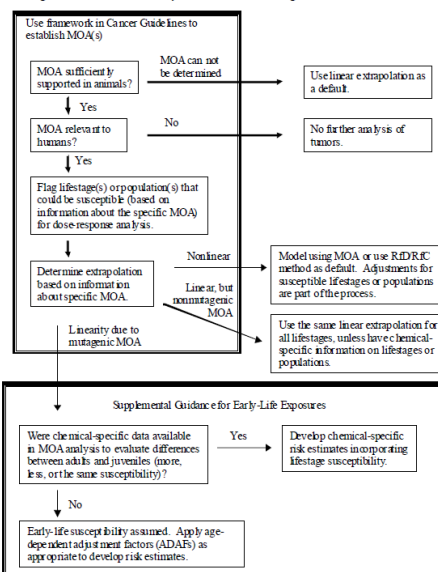 Use framework in Cancer Guidelines to
establish MOA(s)
MOA sufficiently
supported in animals?
MOA can not
be determined
Use linear extrapolation as
a default.
Yes
MOA relevant to
humans?
No
No further analysis of
tumors.
Yes
Flag lifestage(s) or population(s) that
could be susceptible (based on
information about the specific MOA)
for dose-response analysis.
Determine extrapolation
based on information
about specific MOA.
Nonlinear
Model using MOA or use RfD/RfC
method as default. Adjustments for
susceptible lifestages or populations
are part of the process.
Linear, but
nonmutagenic
MOA
Use the same linear extrapolation for
all lifestages, unless have chemical-
specific information on lifestages or
populations.
Linearity due to
mutagenic MOA
Supplemental Guidance for Early-Life Exposures
Were chemical-specific data available
in MOA analysis to evaluate differences
between adults and juveniles (more,
less, or the same susceptibility)?
Yes
Develop chemical-specific
risk estimates incorporating
lifestage susceptibility.
No
Early-life susceptibility assumed. Apply age-
dependent adjustment factors (ADAFs) as
appropriate to develop risk estimates.